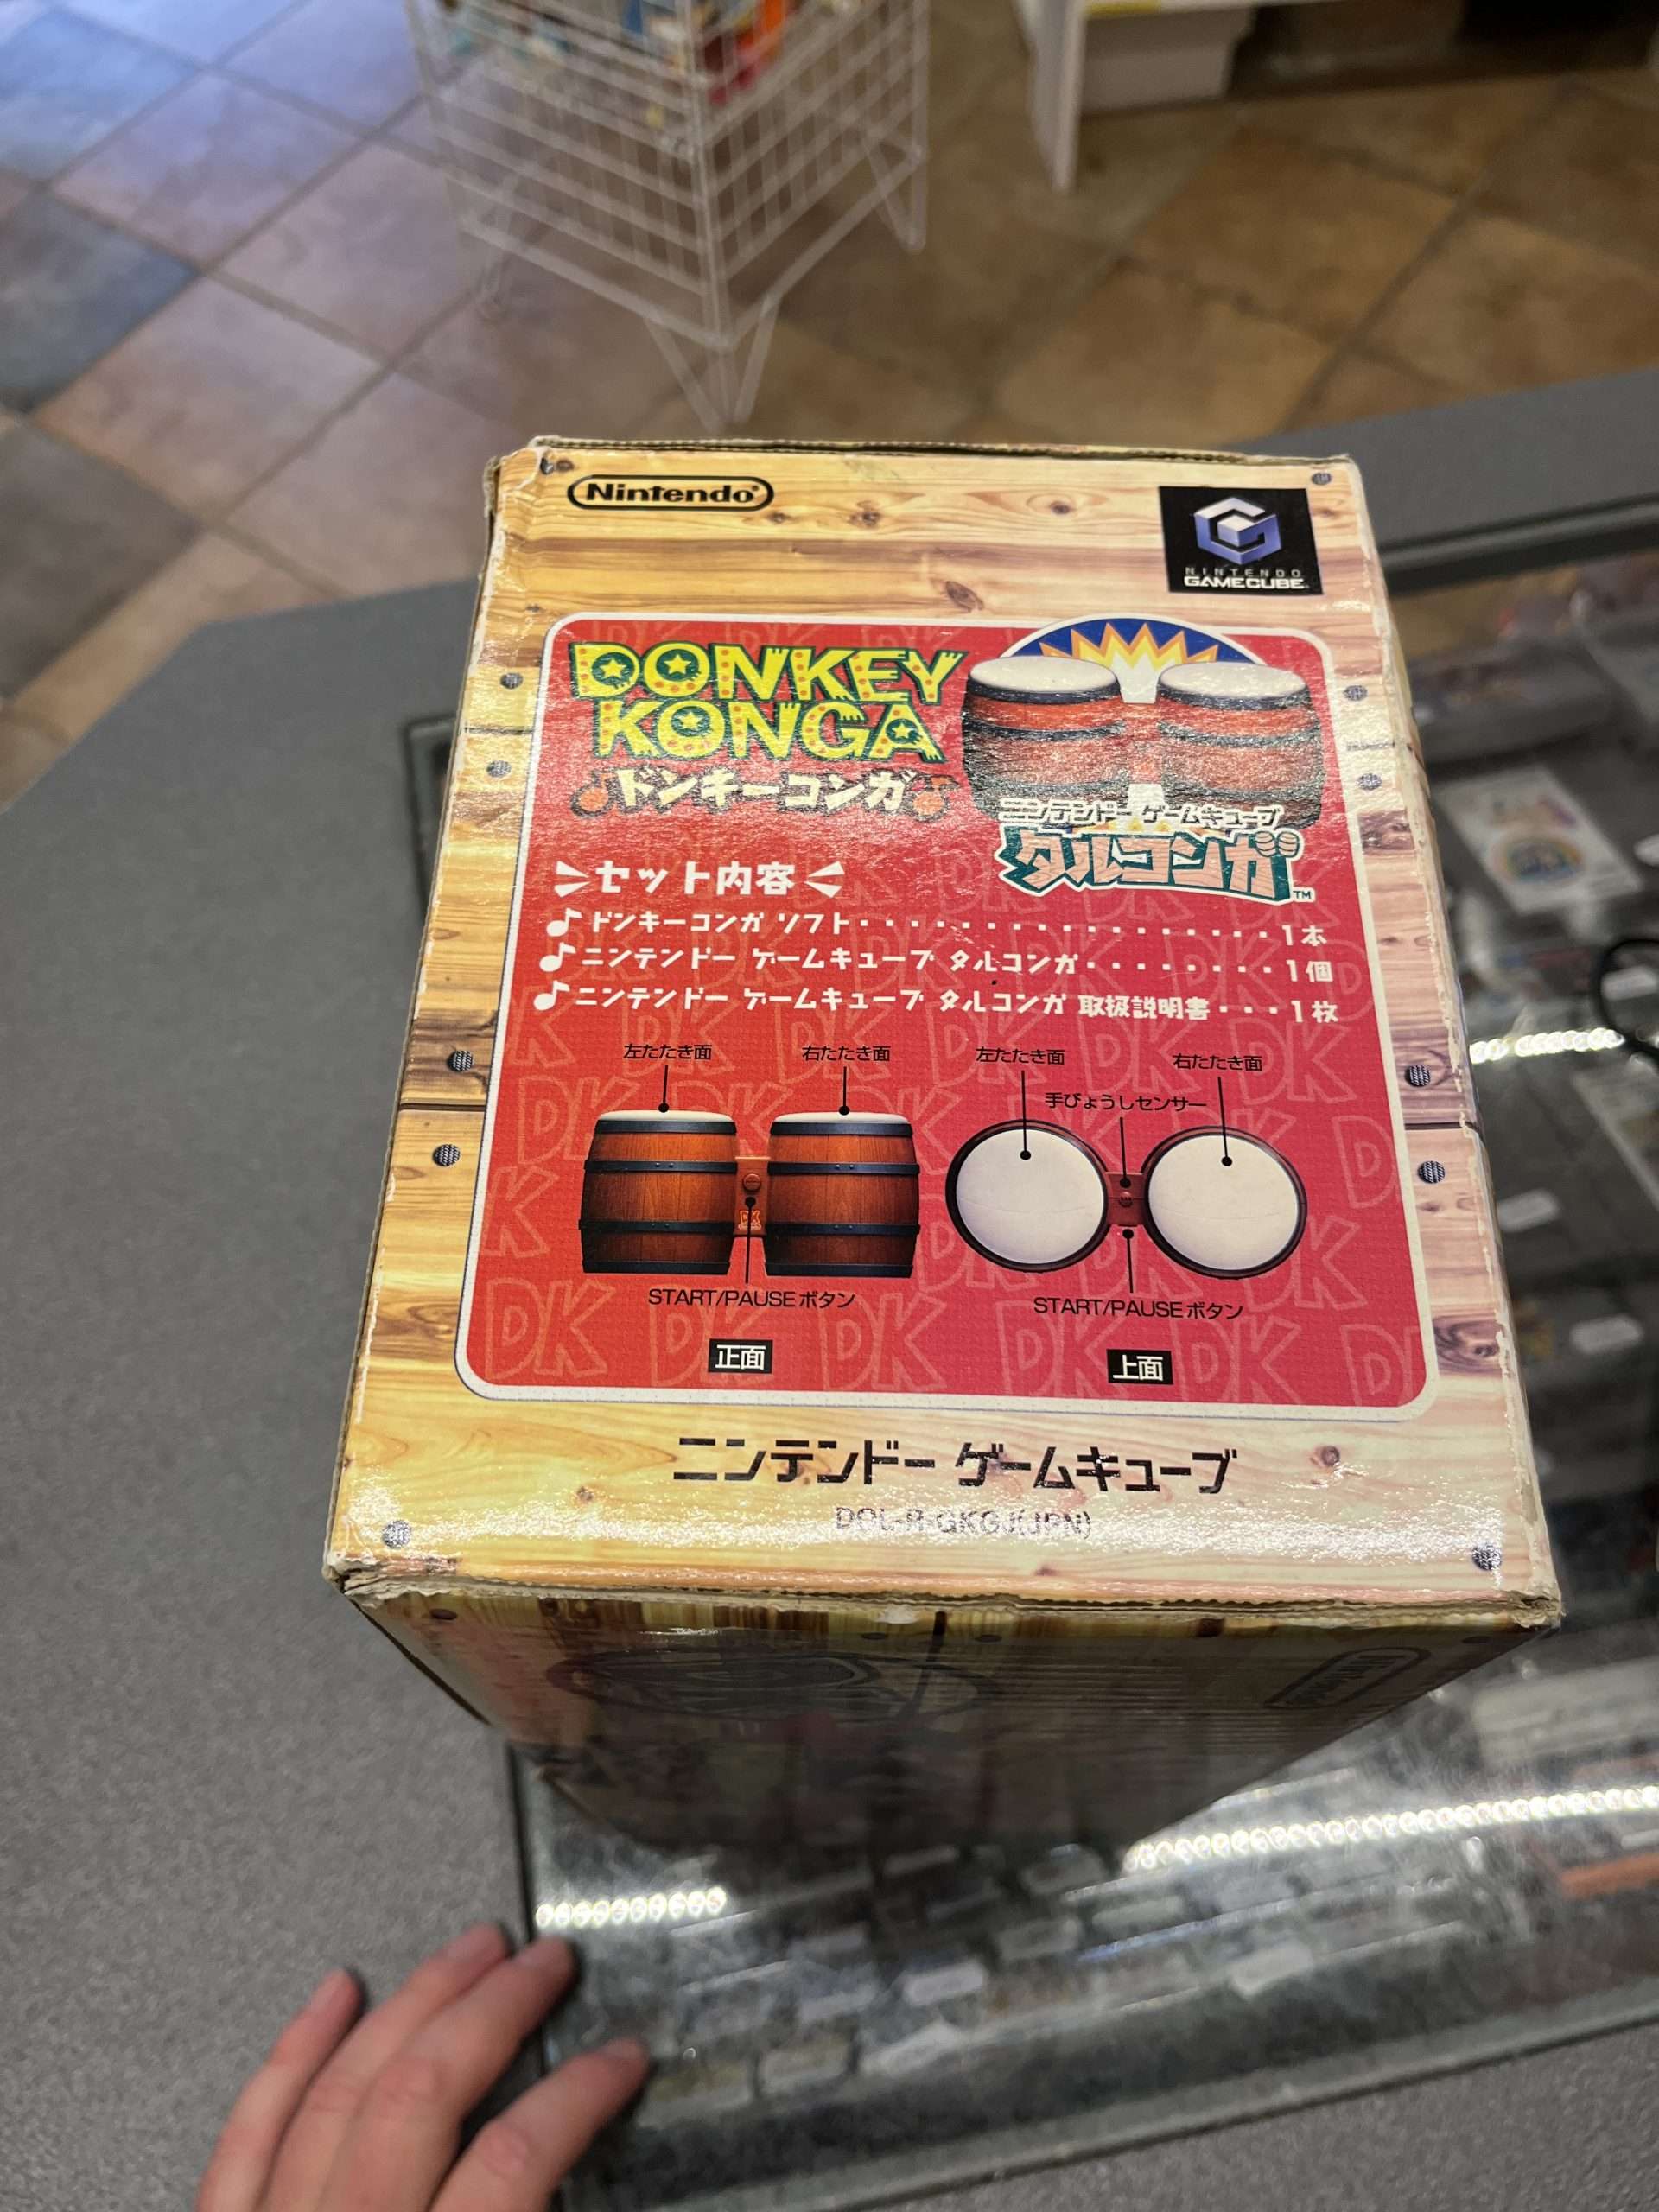 Nintendo®
NINTENDO
GAMECUBE™
DONKEY
KONGA
ドンキーコンガ
ニンテンドー ゲームキューブ
タルコンガ™
セット内容
ドンキーコンガ ソフト・・・・・・・・・・・・・・・・・・1本
ニンテンドー ゲームキューブ タルコンガ・・・・・・・・・1個
ニンテンドー ゲームキューブ タルコンガ 取扱説明書・・・1枚
左たたき面
右たたき面
左たたき面
右たたき面
手びょうしセンサー
DK
START/PAUSEボタン
START/PAUSEボタン
正面
上面
ニンテンドー ゲームキューブ
DOL-R-GKGJ(JPN)
Nintendo